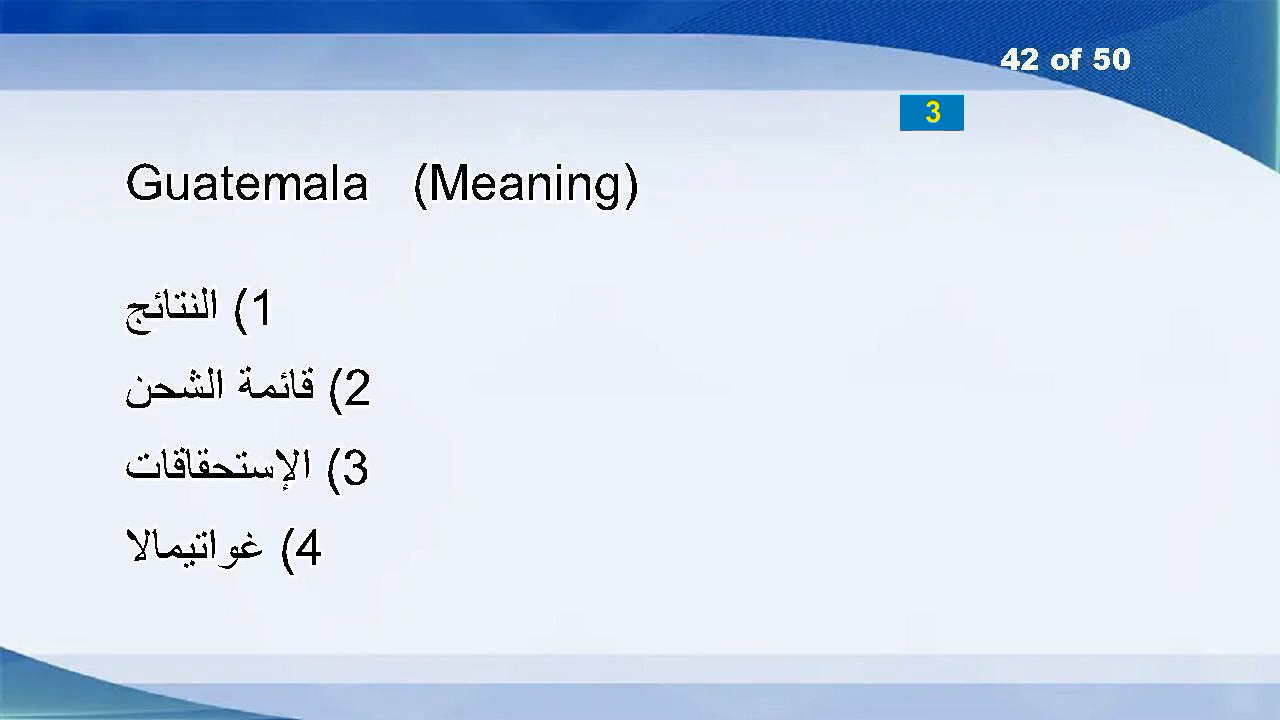 42 of 50
3
Guatemala (Meaning)
1) النتائج
2) قائمة الشحن
3) الإستحقاقات
4) غواتيمالا